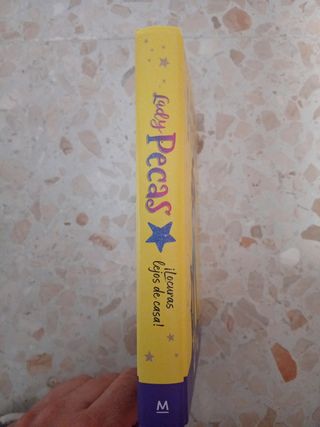 Lady
Pecas
¡Locuras
lejos de casa!
M